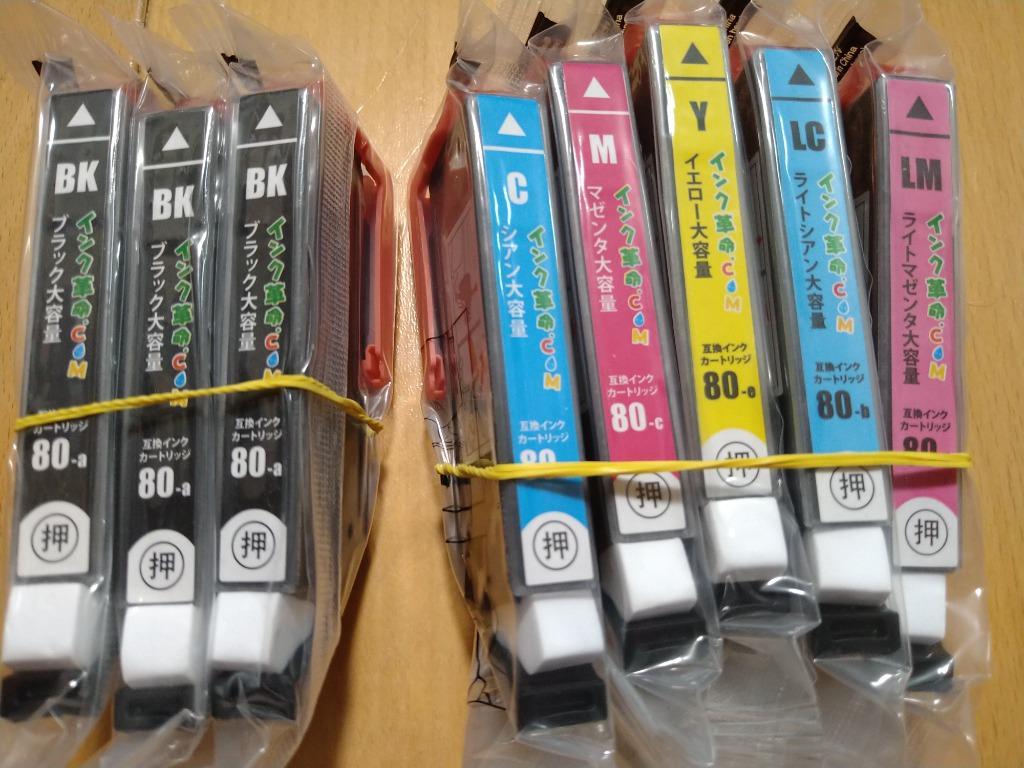 BK
ブラック大容量
インク革命.COM
互換インク
カートリッジ
80-a
押
BK
ブラック大容量
インク革命.COM
互換インク
カートリッジ
80-a
押
BK
ブラック大容量
インク革命.COM
互換インク
カートリッジ
80-a
押
C
シアン大容量
インク革命.COM
互換インク
カートリッジ
80
押
M
マゼンタ大容量
インク革命.COM
互換インク
カートリッジ
80-c
押
Y
イエロー大容量
インク革命.COM
互換インク
カートリッジ
80-e
押
LC
ライトシアン大容量
インク革命.COM
互換インク
カートリッジ
80-b
押
LM
ライトマゼンタ大容量
インク革命.COM
互換インク
カートリッジ
80
押